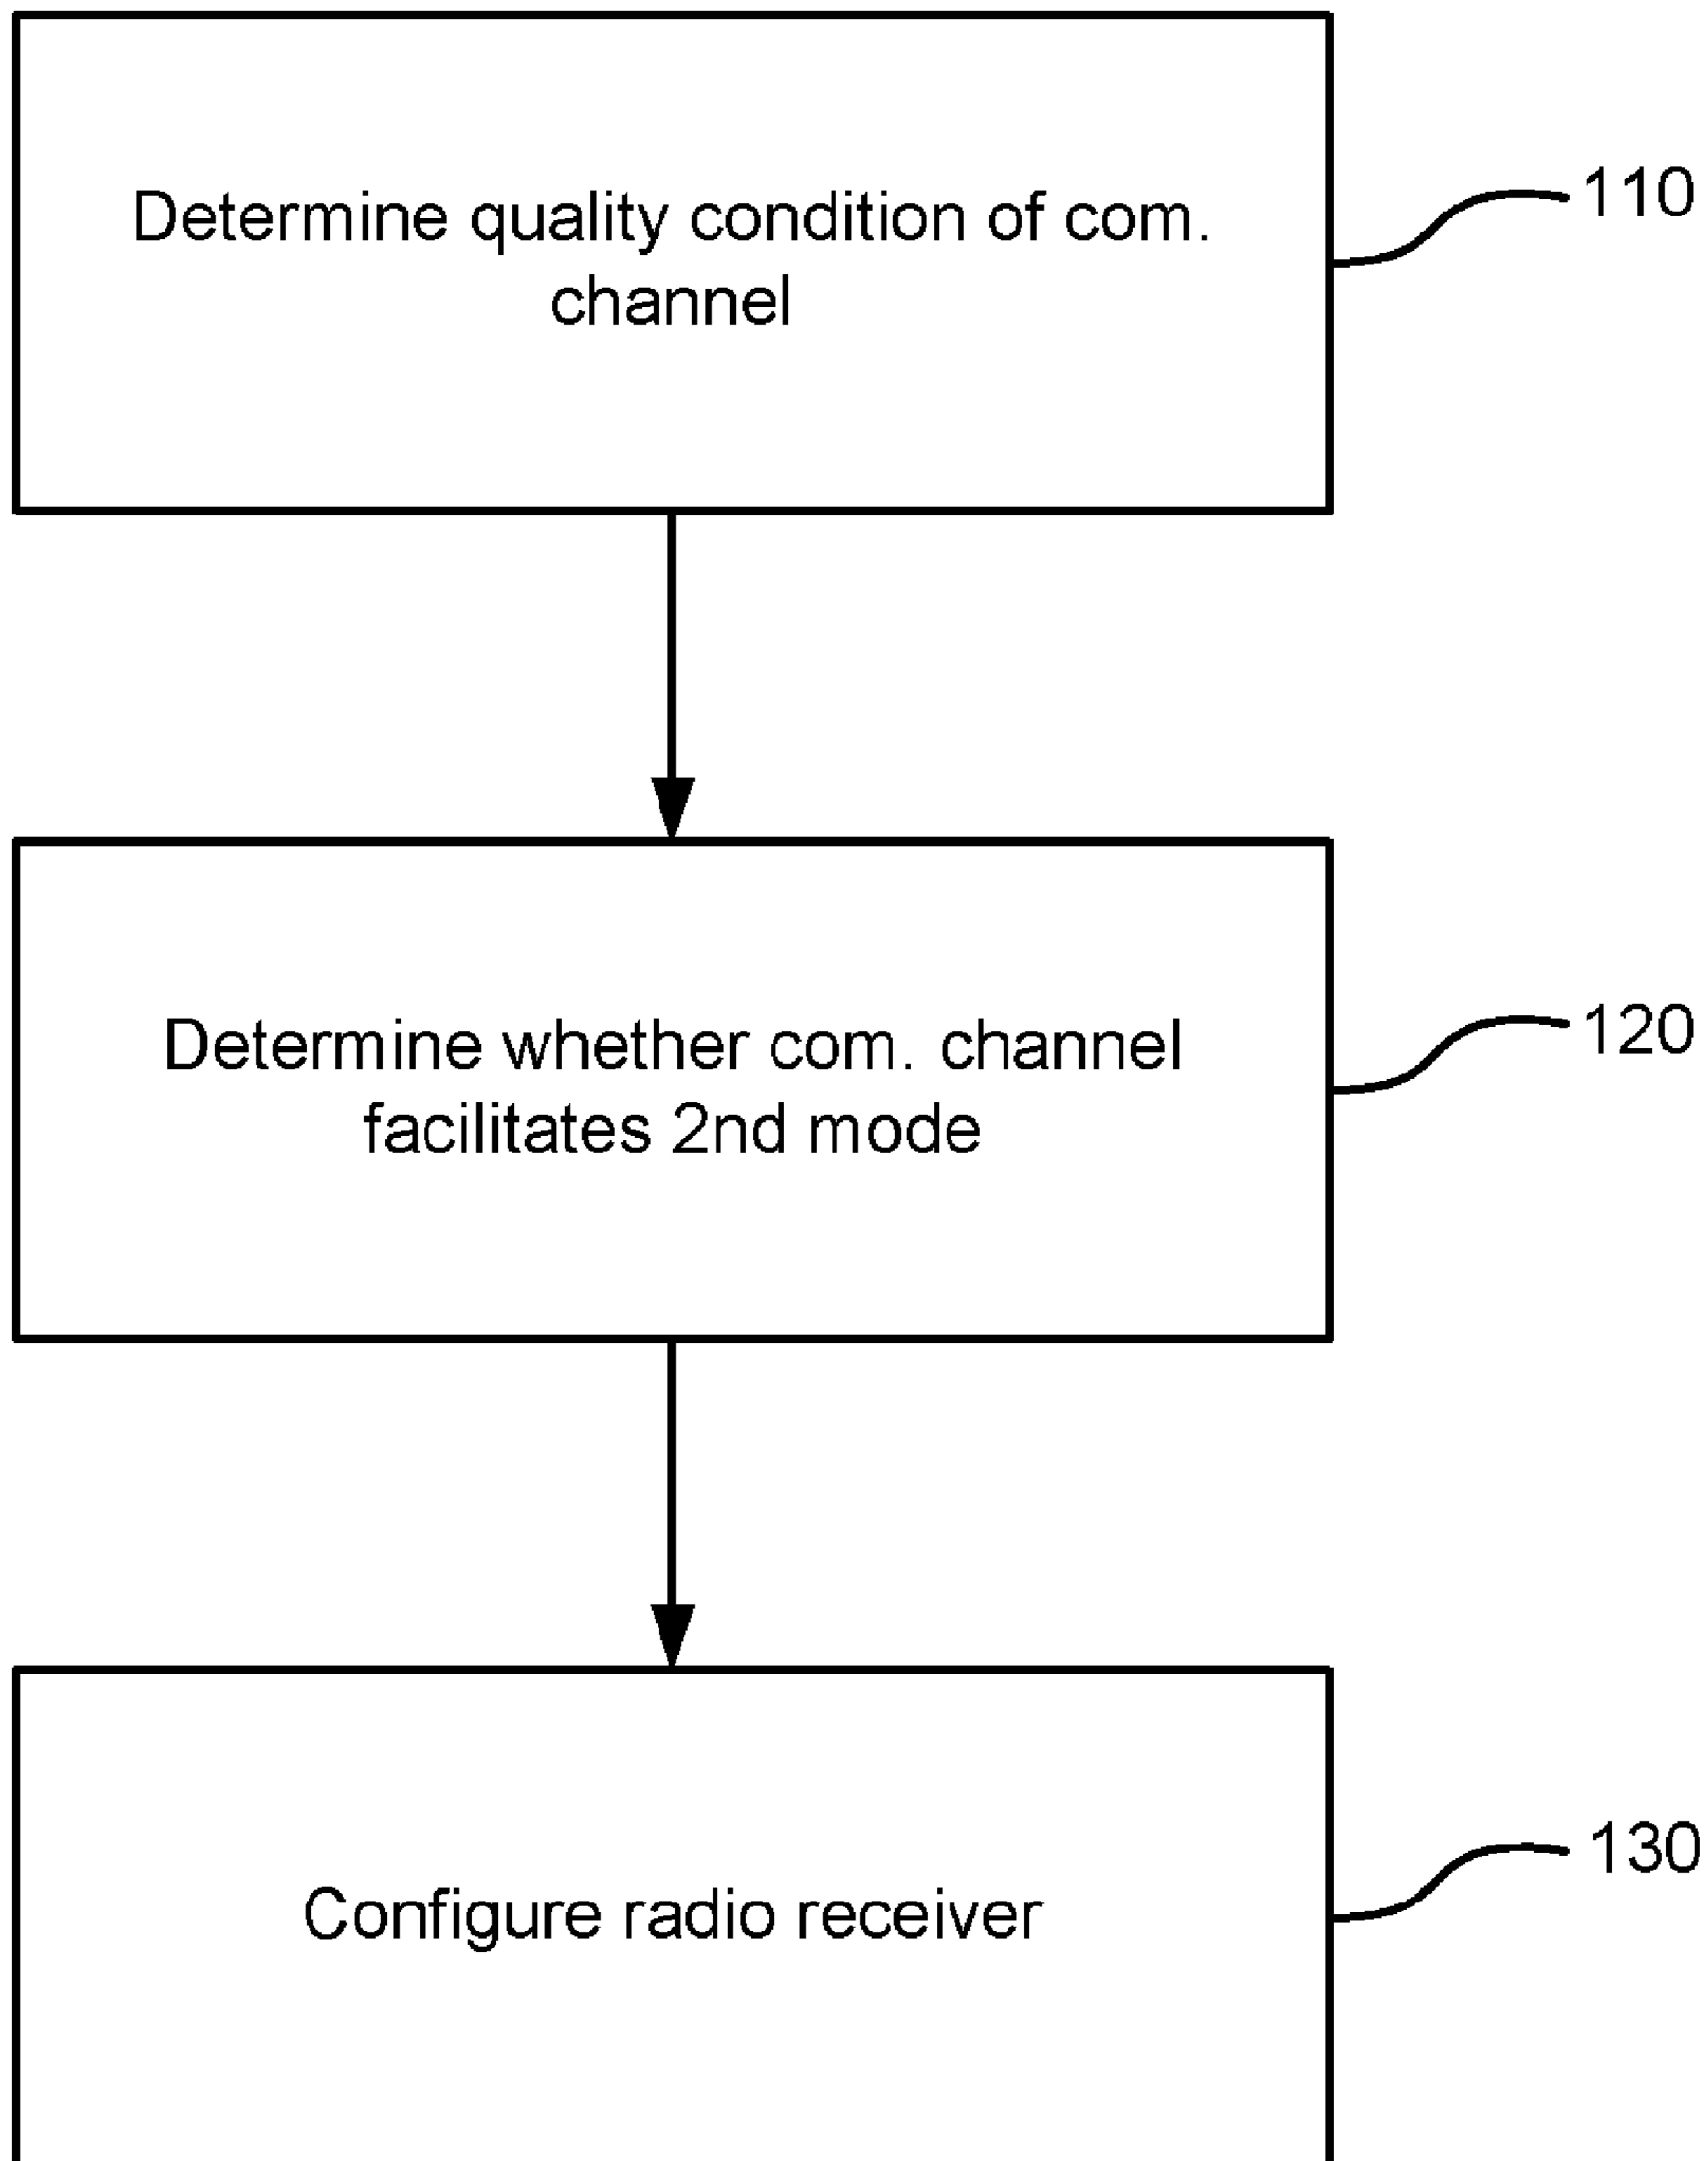 Determine quality condition of com.
channel
110
Determine whether com. channel
facilitates 2nd mode
120
Configure radio receiver
130